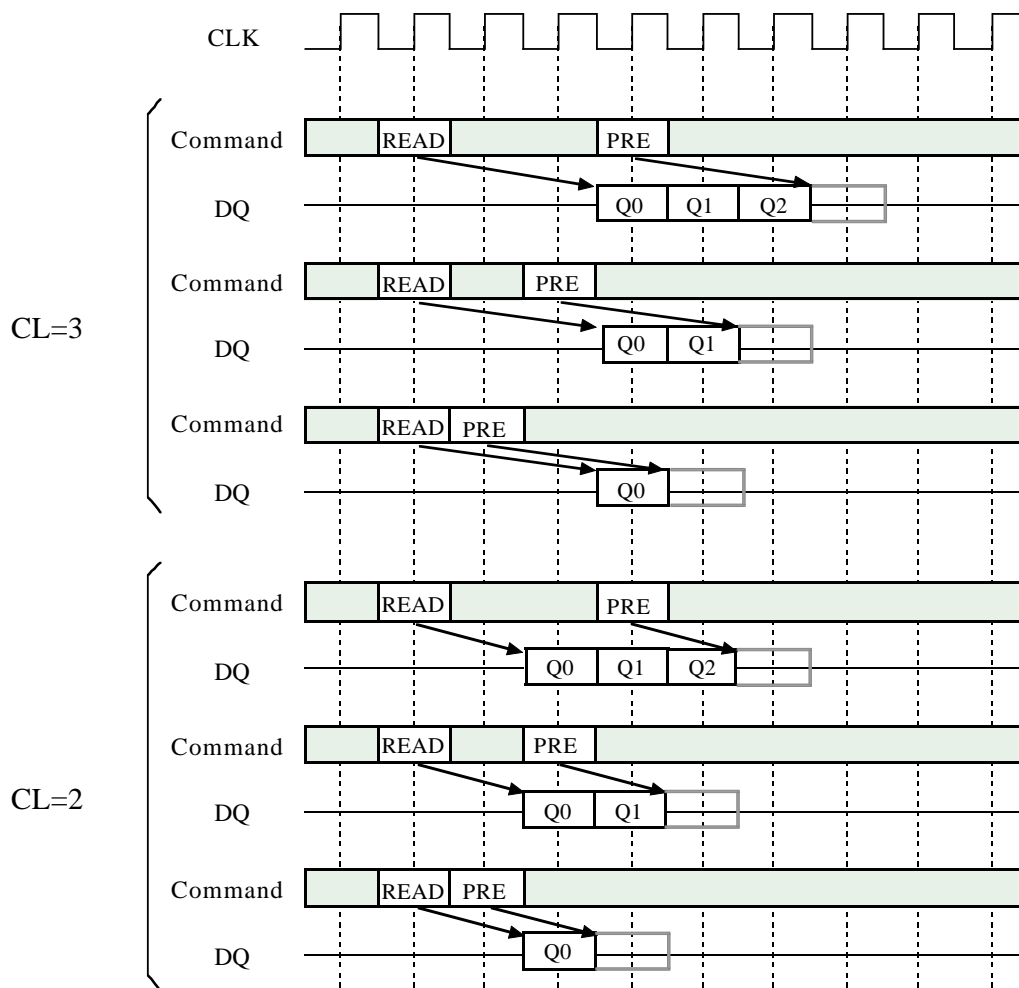 CLK
Command READ PRE
DQ Q0 Q1 Q2
Command READ PRE
CL=3
DQ Q0 Q1
Command READ PRE
DQ Q0
Command READ PRE
DQ Q0 Q1 Q2
Command READ PRE
CL=2
DQ Q0 Q1
Command READ PRE
DQ Q0